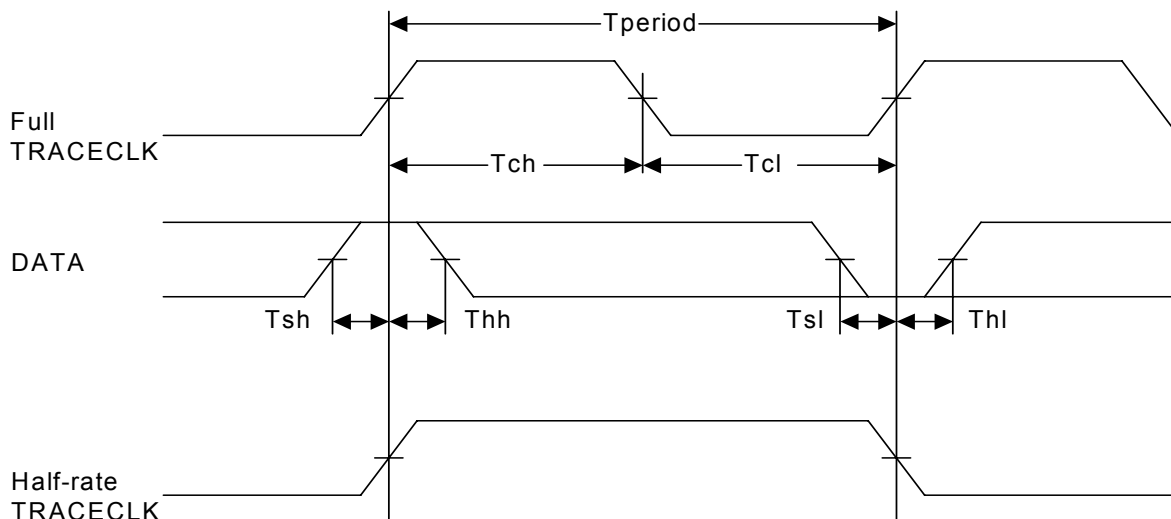 Tperiod
Full
TRACECLK
Tch
Tcl
DATA
Tsh
Thh
Tsl
Thl
Half-rate
TRACECLK